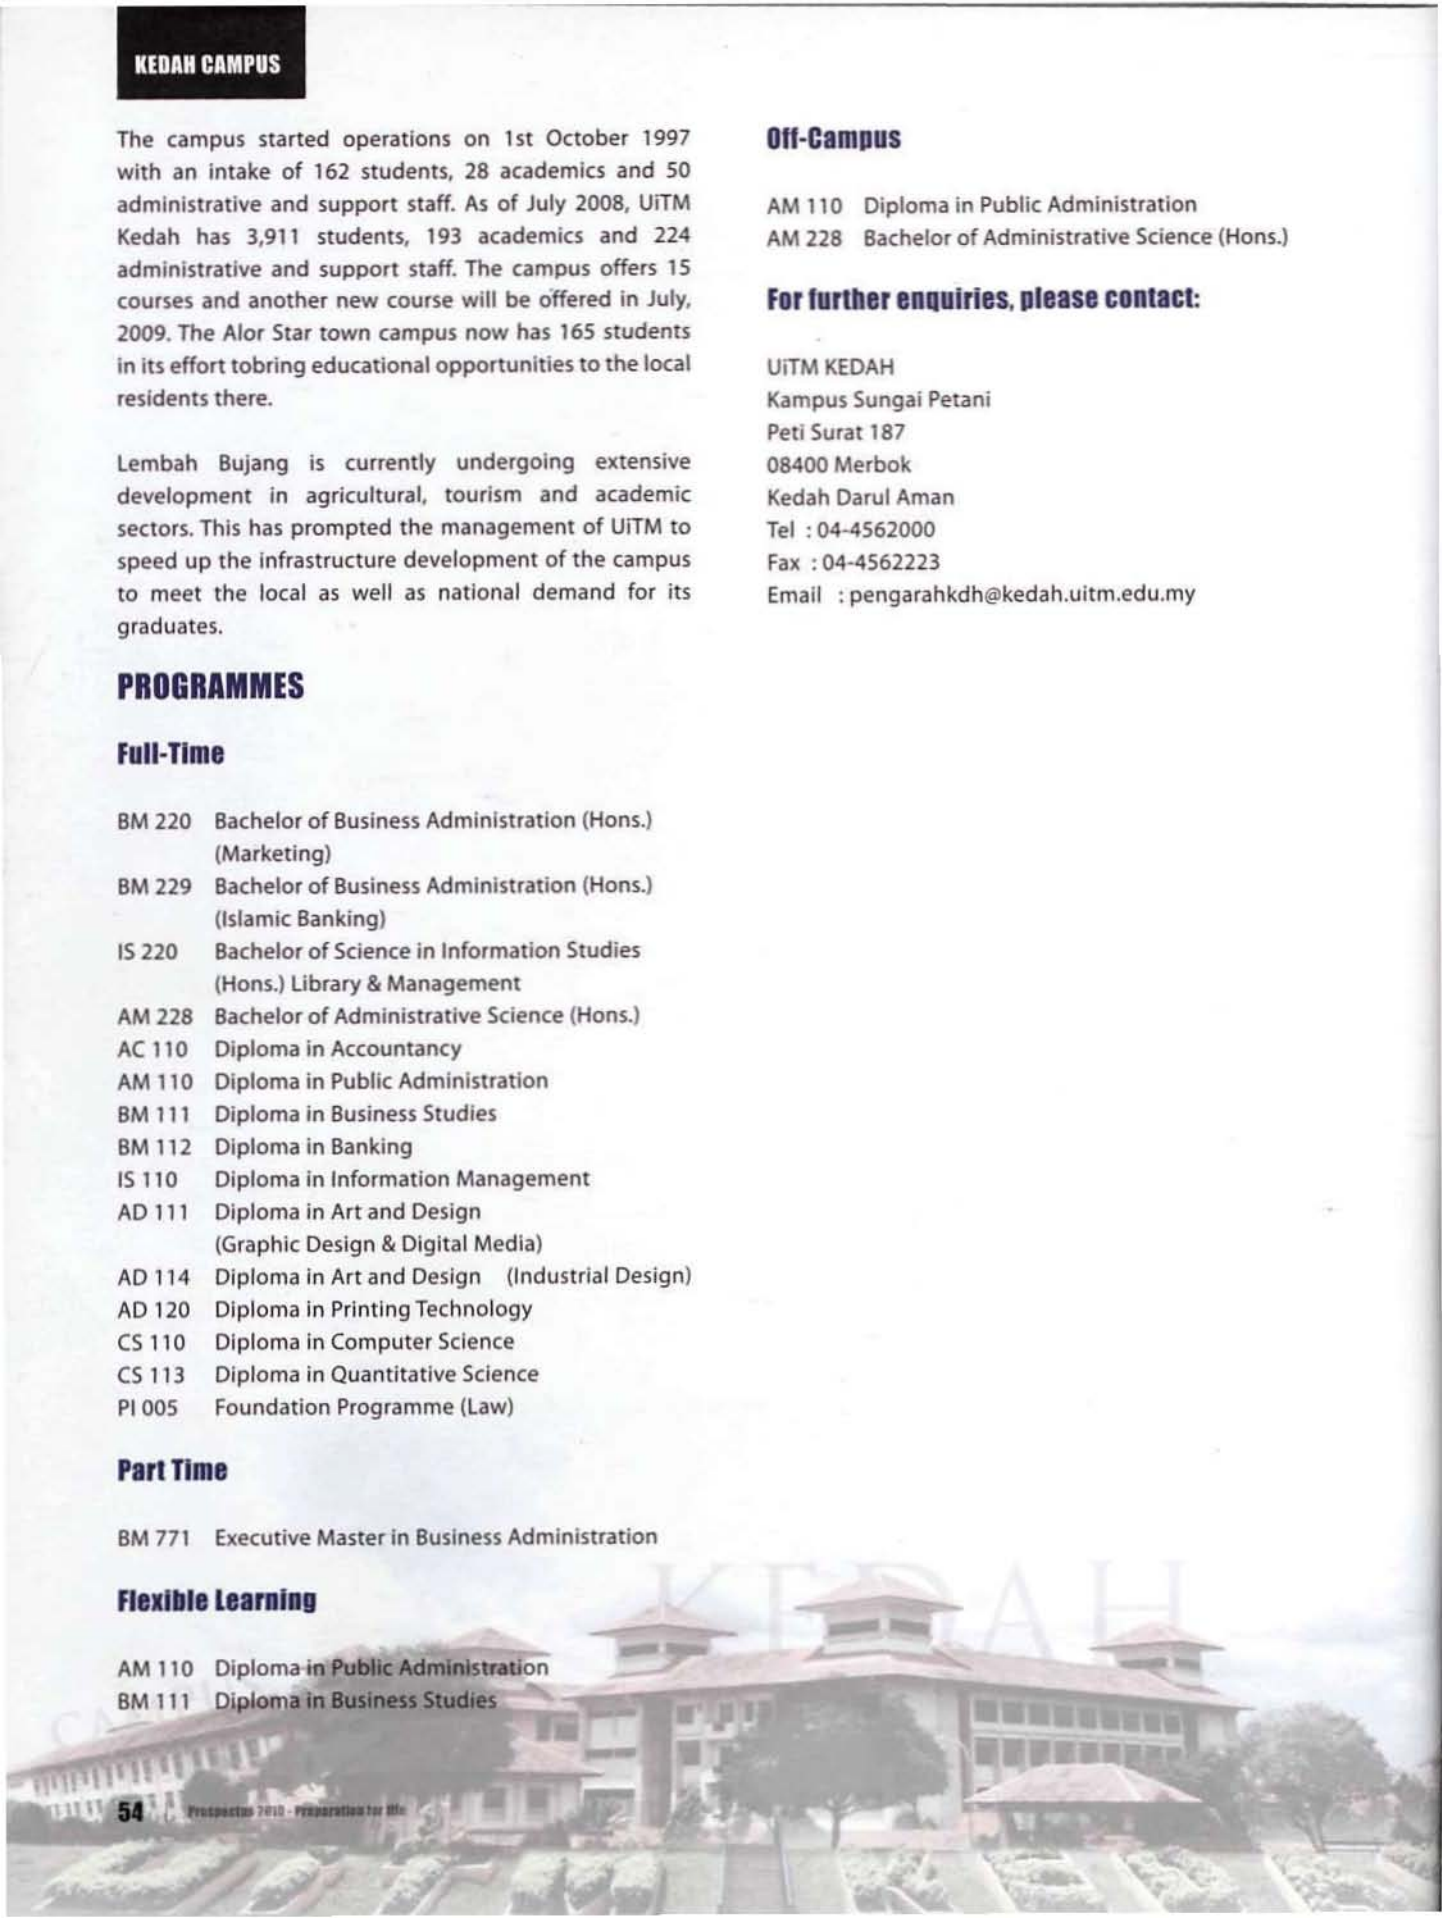 KEDAH CAMPUS
The campus started operations on 1st October 1997
with an intake of 162 students, 28 academics and 50
administrative and support staff. As of July 2008, UiTM
Kedah has 3,911 students, 193 academics and 224
administrative and support staff. The campus offers 15
courses and another new course will be offered in July,
2009. The Alor Star town campus now has 165 students
in its effort tobring educational opportunities to the local
residents there.
Lembah Bujang is currently undergoing extensive
development in agricultural, tourism and academic
sectors. This has prompted the management of UiTM to
speed up the infrastructure development of the campus
to meet the local as well as national demand for its
graduates.
PROGRAMMES
Full-Time
BM 220 Bachelor of Business Administration (Hons.)
(Marketing)
BM 229 Bachelor of Business Administration (Hons.)
(Islamic Banking)
IS 220 Bachelor of Science in Information Studies
(Hons.) Library & Management
AM 228 Bachelor of Administrative Science (Hons.)
AC 110 Diploma in Accountancy
AM 110 Diploma in Public Administration
BM 111 Diploma in Business Studies
BM 112 Diploma in Banking
IS 110 Diploma in Information Management
AD 111 Diploma in Art and Design
(Graphic Design & Digital Media)
AD 114 Diploma in Art and Design (Industrial Design)
AD 120 Diploma in Printing Technology
CS 110 Diploma in Computer Science
CS 113 Diploma in Quantitative Science
PI 005 Foundation Programme (Law)
Part Time
BM 771 Executive Master in Business Administration
Flexible Learning
AM 110 Diploma in Public Administration
BM 111 Diploma in Business Studies
Off-Campus
AM 110 Diploma in Public Administration
AM 228 Bachelor of Administrative Science (Hons.)
For further enquiries, please contact:
UiTM KEDAH
Kampus Sungai Petani
Peti Surat 187
08400 Merbok
Kedah Darul Aman
Tel : 04-4562000
Fax : 04-4562223
Email : pengarahkdh@kedah.uitm.edu.my
KEDAH
54 Prospectus 2010 - Preparation for life